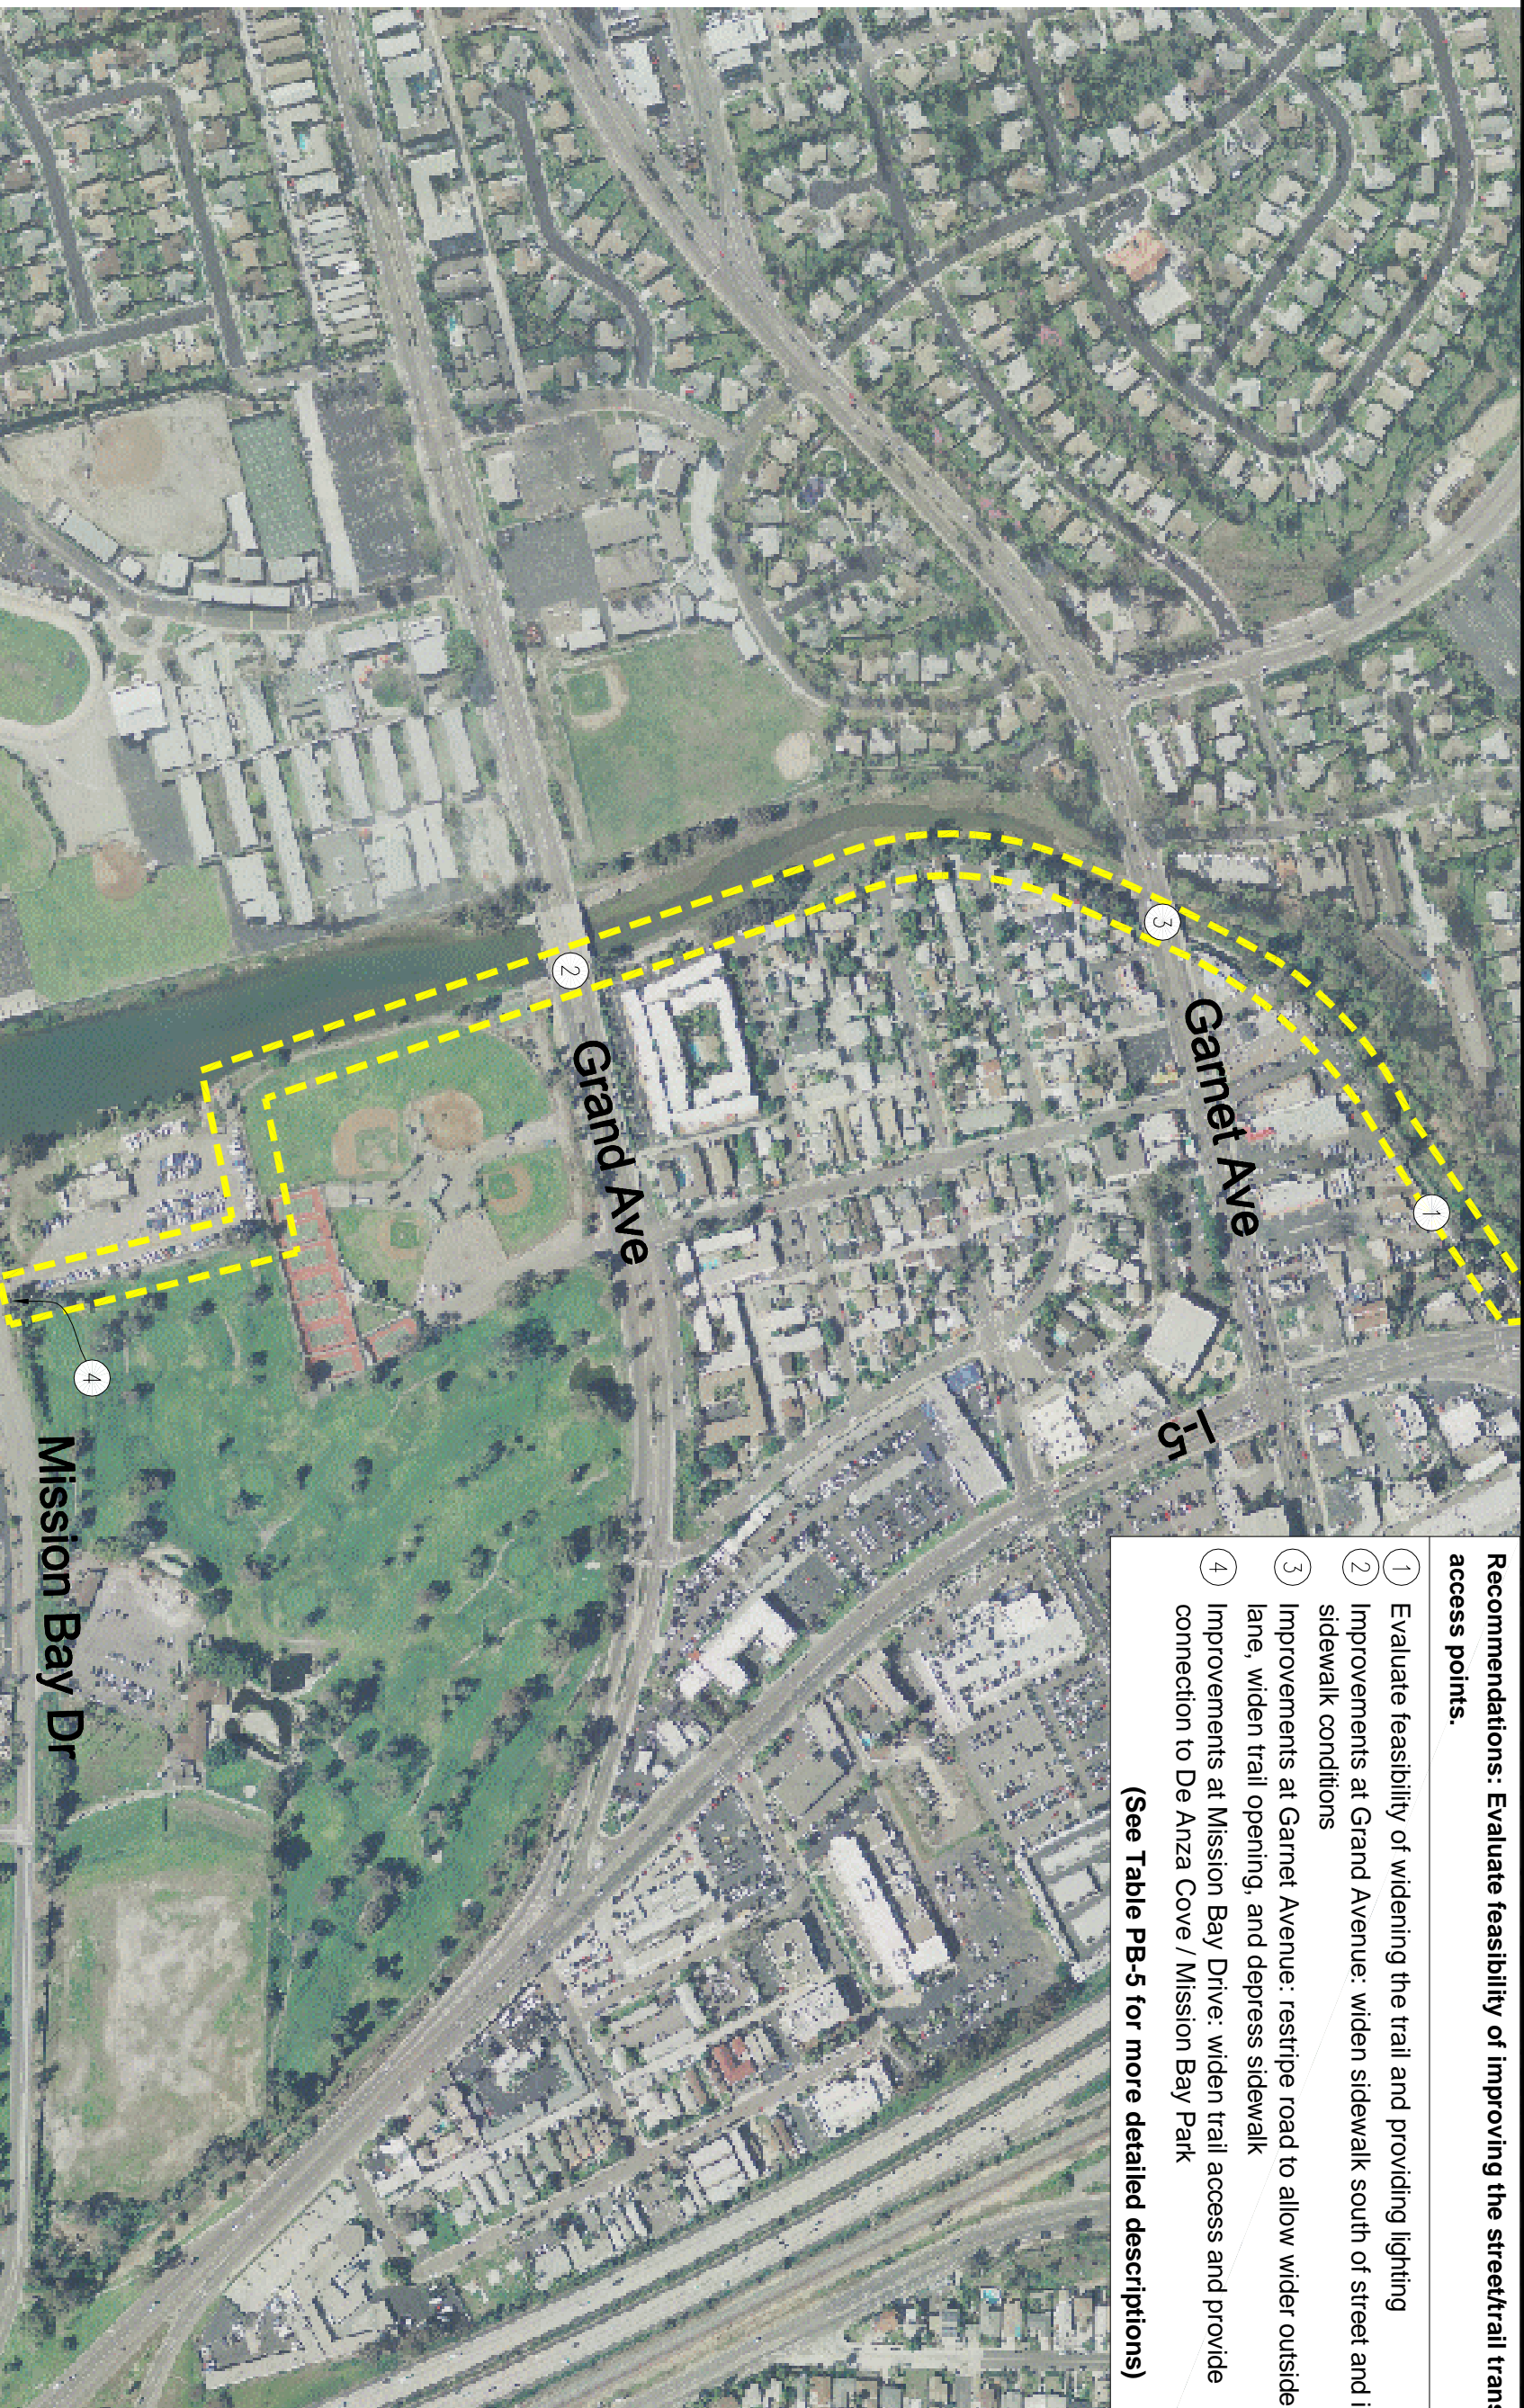 Recommendations: Evaluate feasibility of improving the street/trail
access points.
1 Evaluate feasibility of widening the trail and providing lighting
2 Improvements at Grand Avenue: widen sidewalk south of street and
sidewalk conditions
3 Improvements at Garnet Avenue: restripe road to allow wider outside
lane, widen trail opening, and depress sidewalk
4 Improvements at Mission Bay Drive: widen trail access and provide
connection to De Anza Cove / Mission Bay Park
(See Table PB-5 for more detailed descriptions)
1
Garnet Ave
3
I-5
Grand Ave
2
4
Mission Bay Dr